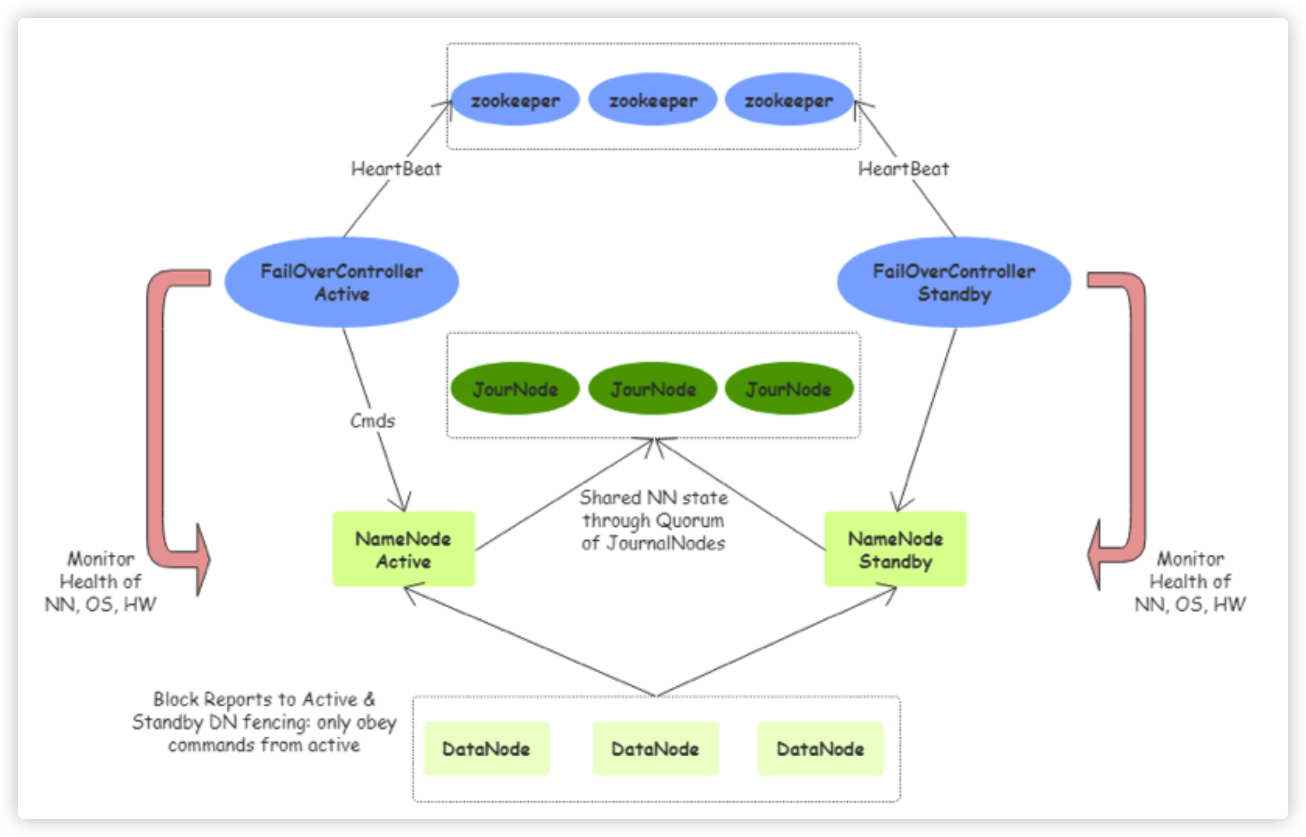 zookeeper zookeeper zookeeper
HeartBeat
HeartBeat
FailOverController
Active
FailOverController
Standby
JourNode JourNode JourNode
Cmds
Shared NN state
through Quorum
of JournalNodes
NameNode
Active
NameNode
Standby
Monitor
Health of
NN, OS, HW
Monitor
Health of
NN, OS, HW
Block Reports to Active &
Standby DN fencing: only obey
commands from active
DataNode DataNode DataNode